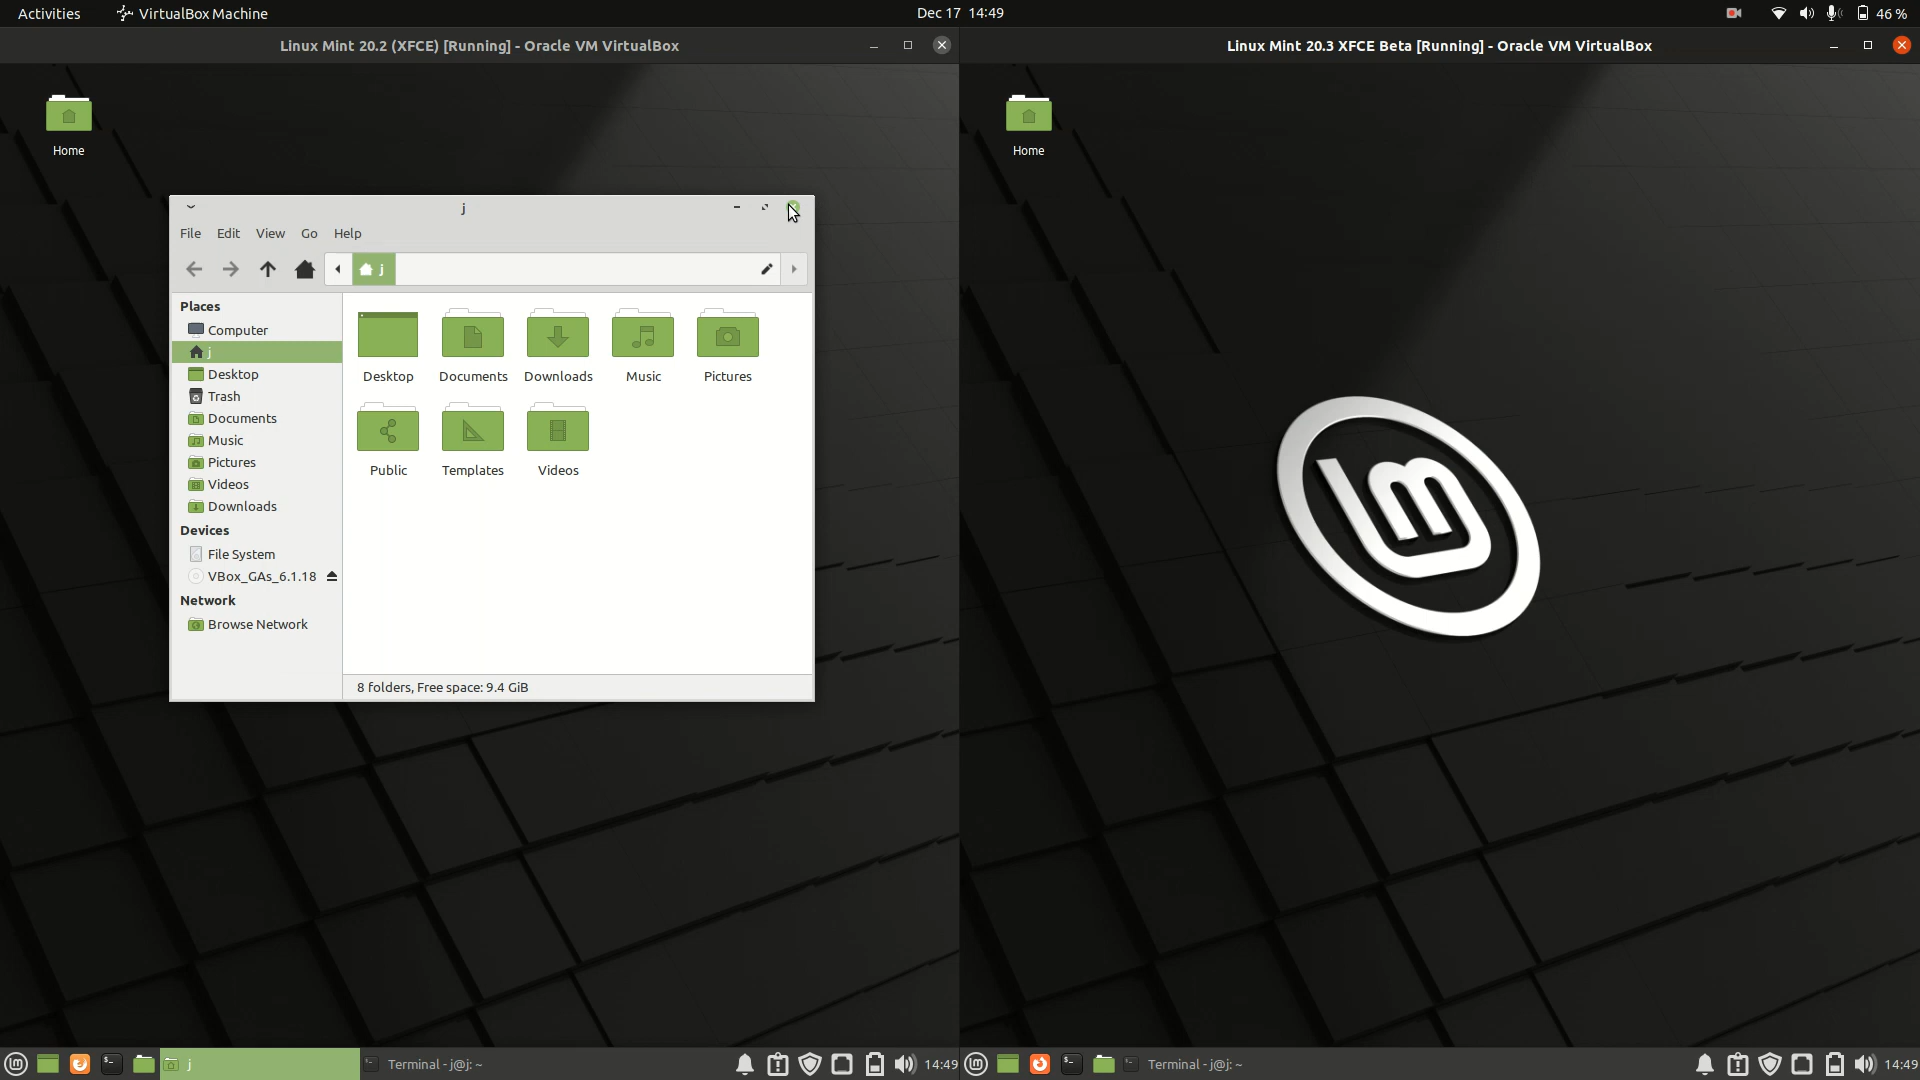 Activities VirtualBox Machine Dec 17 14:49 46 %
Linux Mint 20.2 (XFCE) [Running] - Oracle VM VirtualBox
Linux Mint 20.3 XFCE Beta [Running] - Oracle VM VirtualBox
Home
Home
j
File Edit View Go Help
j
Places
Computer
j
Desktop
Trash
Documents
Music
Pictures
Videos
Downloads
Devices
File System
VBox_GAs_6.1.18
Network
Browse Network
Desktop Documents Downloads Music Pictures
Public Templates Videos
8 folders, Free space: 9.4 GiB
j Terminal - j@j: ~ 14:49
Terminal - j@j: ~ 14:49